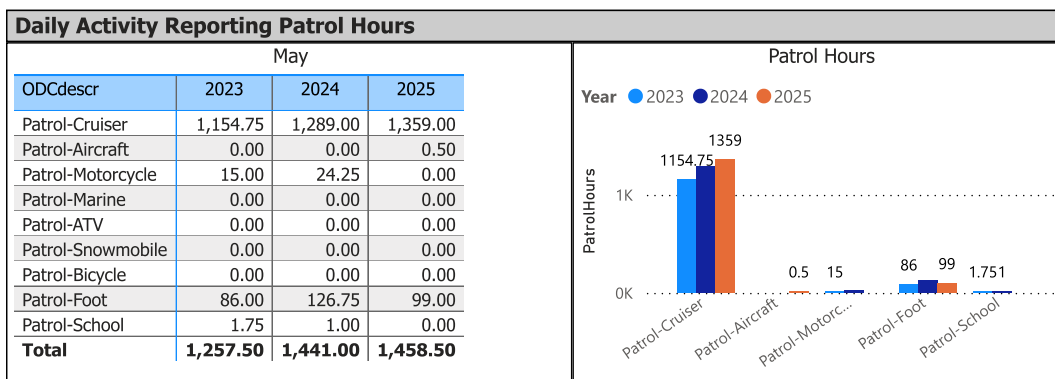 Daily Activity Reporting Patrol Hours
May
ODCdescr 2023 2024 2025
Patrol-Cruiser 1,154.75 1,289.00 1,359.00
Patrol-Aircraft 0.00 0.00 0.50
Patrol-Motorcycle 15.00 24.25 0.00
Patrol-Marine 0.00 0.00 0.00
Patrol-ATV 0.00 0.00 0.00
Patrol-Snowmobile 0.00 0.00 0.00
Patrol-Bicycle 0.00 0.00 0.00
Patrol-Foot 86.00 126.75 99.00
Patrol-School 1.75 1.00 0.00
Total 1,257.50 1,441.00 1,458.50
Patrol Hours
Year 2023 2024 2025
PatrolHours
1K
0K
1154.75 1359
0.5 15 86 99 1.751
Patrol-Cruiser
Patrol-Aircraft
Patrol-Motorc...
Patrol-Foot
Patrol-School